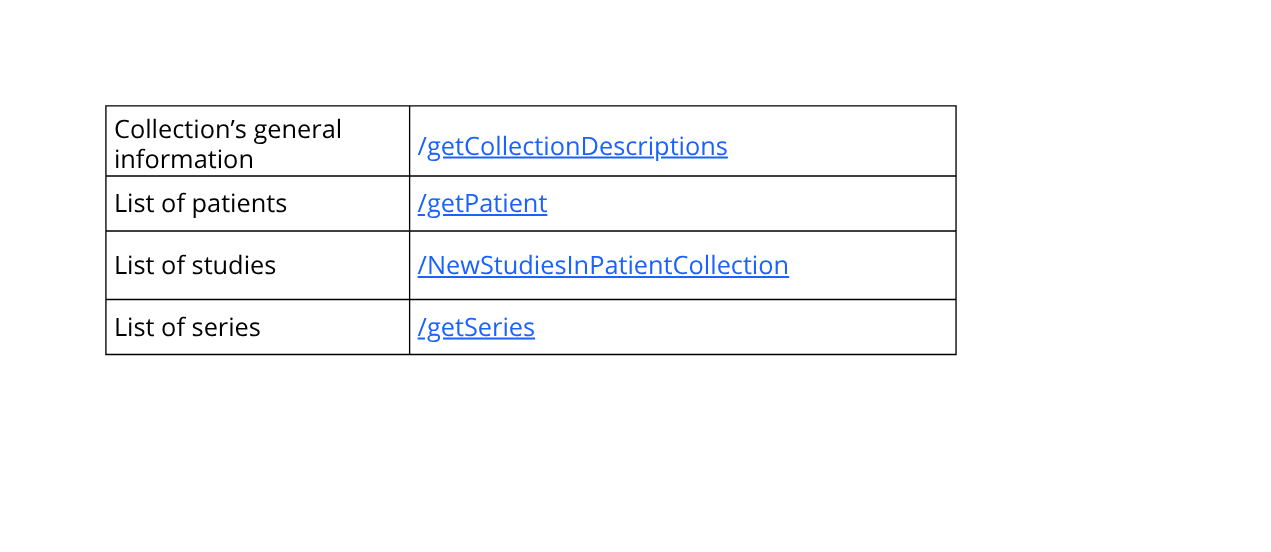 Collection’s general
information
/getCollectionDescriptions
List of patients
/getPatient
List of studies
/NewStudiesInPatientCollection
List of series
/getSeries